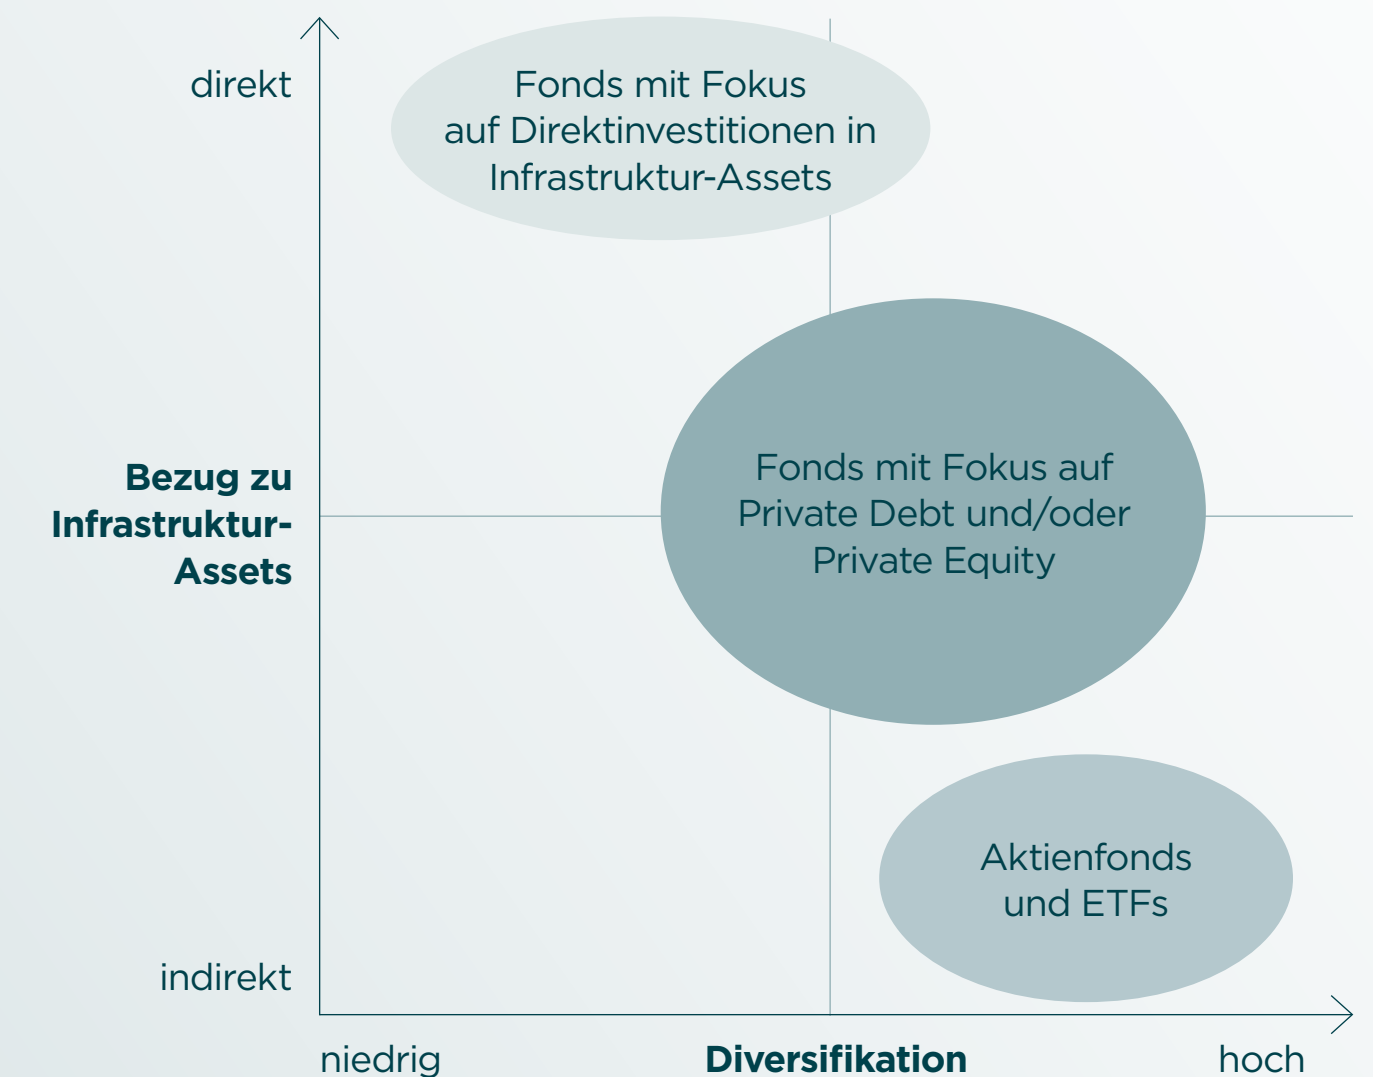 direkt
Fonds mit Fokus
auf Direktinvestitionen in
Infrastruktur-Assets
Bezug zu
Infrastruktur-
Assets
Fonds mit Fokus auf
Private Debt und/oder
Private Equity
Aktienfonds
und ETFs
indirekt
niedrig
Diversifikation
hoch